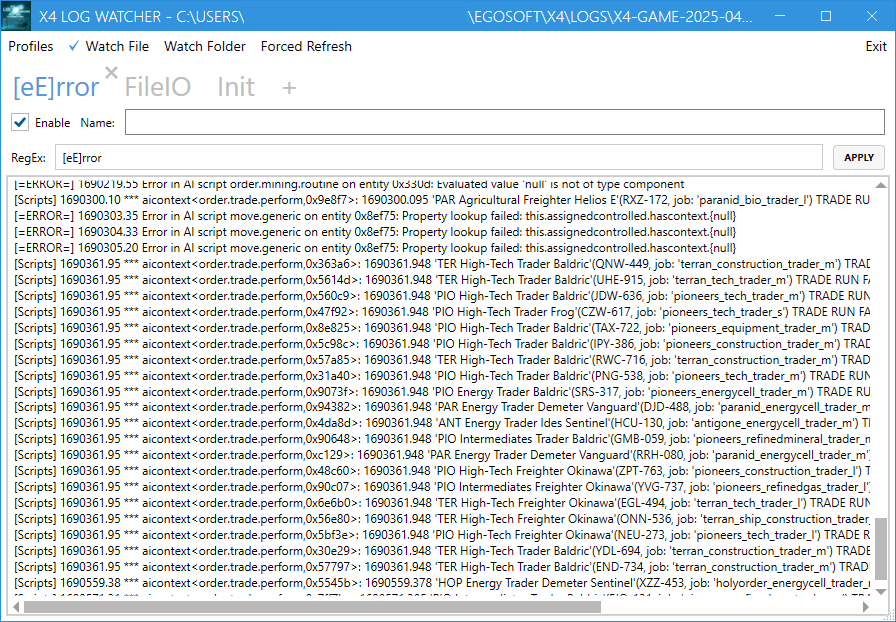 X4 LOG WATCHER - C:\USERS\ \EGOSOFT\X4\LOGS\X4-GAME-2025-04...
Profiles ✓ Watch File Watch Folder Forced Refresh Exit
[eE]rror FileIO Init +
Enable Name:
RegEx: [eE]rror APPLY
[=ERROR=] 1690219.55 Error in AI script order.mining.routine on entity 0x330d: Evaluated value 'null' is not of type component
[Scripts] 1690300.10 *** aicontext<order.trade.perform,0x9e8f7>: 1690300.095 'PAR Agricultural Freighter Helios E'(RXZ-172, job: 'paranid_bio_trader_l') TRADE RU
[=ERROR=] 1690303.35 Error in AI script move.generic on entity 0x8ef75: Property lookup failed: this.assignedcontrolled.hascontext.{null}
[=ERROR=] 1690304.33 Error in AI script move.generic on entity 0x8ef75: Property lookup failed: this.assignedcontrolled.hascontext.{null}
[=ERROR=] 1690305.20 Error in AI script move.generic on entity 0x8ef75: Property lookup failed: this.assignedcontrolled.hascontext.{null}
[Scripts] 1690361.95 *** aicontext<order.trade.perform,0x363a6>: 1690361.948 'TER High-Tech Trader Baldric'(QNW-449, job: 'terran_construction_trader_m') TRAD
[Scripts] 1690361.95 *** aicontext<order.trade.perform,0x5614d>: 1690361.948 'TER High-Tech Trader Baldric'(UHE-915, job: 'terran_tech_trader_m') TRADE RUN
[Scripts] 1690361.95 *** aicontext<order.trade.perform,0x560c9>: 1690361.948 'PIO High-Tech Trader Baldric'(JDW-636, job: 'pioneers_tech_trader_m') TRADE RUN
[Scripts] 1690361.95 *** aicontext<order.trade.perform,0x47f92>: 1690361.948 'PIO High-Tech Trader Frog'(CZW-617, job: 'pioneers_tech_trader_s') TRADE RUN FA
[Scripts] 1690361.95 *** aicontext<order.trade.perform,0x8e825>: 1690361.948 'PIO High-Tech Trader Baldric'(TAX-722, job: 'pioneers_equipment_trader_m') TRAD
[Scripts] 1690361.95 *** aicontext<order.trade.perform,0x5c98c>: 1690361.948 'PIO High-Tech Trader Baldric'(IPY-386, job: 'pioneers_construction_trader_m') TR
[Scripts] 1690361.95 *** aicontext<order.trade.perform,0x57a85>: 1690361.948 'TER High-Tech Trader Baldric'(RWC-716, job: 'terran_construction_trader_m') TRAD
[Scripts] 1690361.95 *** aicontext<order.trade.perform,0x31a40>: 1690361.948 'PIO High-Tech Trader Baldric'(PNG-538, job: 'pioneers_tech_trader_m') TRADE RUN
[Scripts] 1690361.95 *** aicontext<order.trade.perform,0x9073f>: 1690361.948 'PIO Energy Trader Baldric'(SRS-317, job: 'pioneers_energycell_trader_m') TRADE
[Scripts] 1690361.95 *** aicontext<order.trade.perform,0x94382>: 1690361.948 'PAR Energy Trader Demeter Vanguard'(DJD-488, job: 'paranid_energycell_trader_m
[Scripts] 1690361.95 *** aicontext<order.trade.perform,0x4da8d>: 1690361.948 'ANT Energy Trader Ides Sentinel'(HCU-130, job: 'antigone_energycell_trader_m') T
[Scripts] 1690361.95 *** aicontext<order.trade.perform,0x90648>: 1690361.948 'PIO Intermediates Trader Baldric'(GMB-059, job: 'pioneers_refinedmineral_trader_
[Scripts] 1690361.95 *** aicontext<order.trade.perform,0xc129>: 1690361.948 'PAR Energy Trader Demeter Vanguard'(RRH-080, job: 'paranid_energycell_trader_m'
[Scripts] 1690361.95 *** aicontext<order.trade.perform,0x48c60>: 1690361.948 'PIO High-Tech Freighter Okinawa'(ZPT-763, job: 'pioneers_construction_trader_l') T
[Scripts] 1690361.95 *** aicontext<order.trade.perform,0x90c07>: 1690361.948 'PIO Intermediates Freighter Okinawa'(YVG-737, job: 'pioneers_refinedgas_trader_l'
[Scripts] 1690361.95 *** aicontext<order.trade.perform,0x6e6b0>: 1690361.948 'TER High-Tech Freighter Okinawa'(EGL-494, job: 'terran_tech_trader_l') TRADE RUN
[Scripts] 1690361.95 *** aicontext<order.trade.perform,0x56e80>: 1690361.948 'TER High-Tech Freighter Okinawa'(ONN-536, job: 'terran_ship_construction_trader_
[Scripts] 1690361.95 *** aicontext<order.trade.perform,0x5bf3e>: 1690361.948 'PIO High-Tech Freighter Okinawa'(NEU-273, job: 'pioneers_tech_trader_l') TRADE R
[Scripts] 1690361.95 *** aicontext<order.trade.perform,0x30e29>: 1690361.948 'TER High-Tech Trader Baldric'(YDL-694, job: 'terran_construction_trader_m') TRAD
[Scripts] 1690361.95 *** aicontext<order.trade.perform,0x57797>: 1690361.948 'TER High-Tech Trader Baldric'(END-734, job: 'terran_construction_trader_m') TRAD
[Scripts] 1690559.38 *** aicontext<order.trade.perform,0x5545b>: 1690559.378 'HOP Energy Trader Demeter Sentinel'(XZZ-453, job: 'holyorder_energycell_trader_